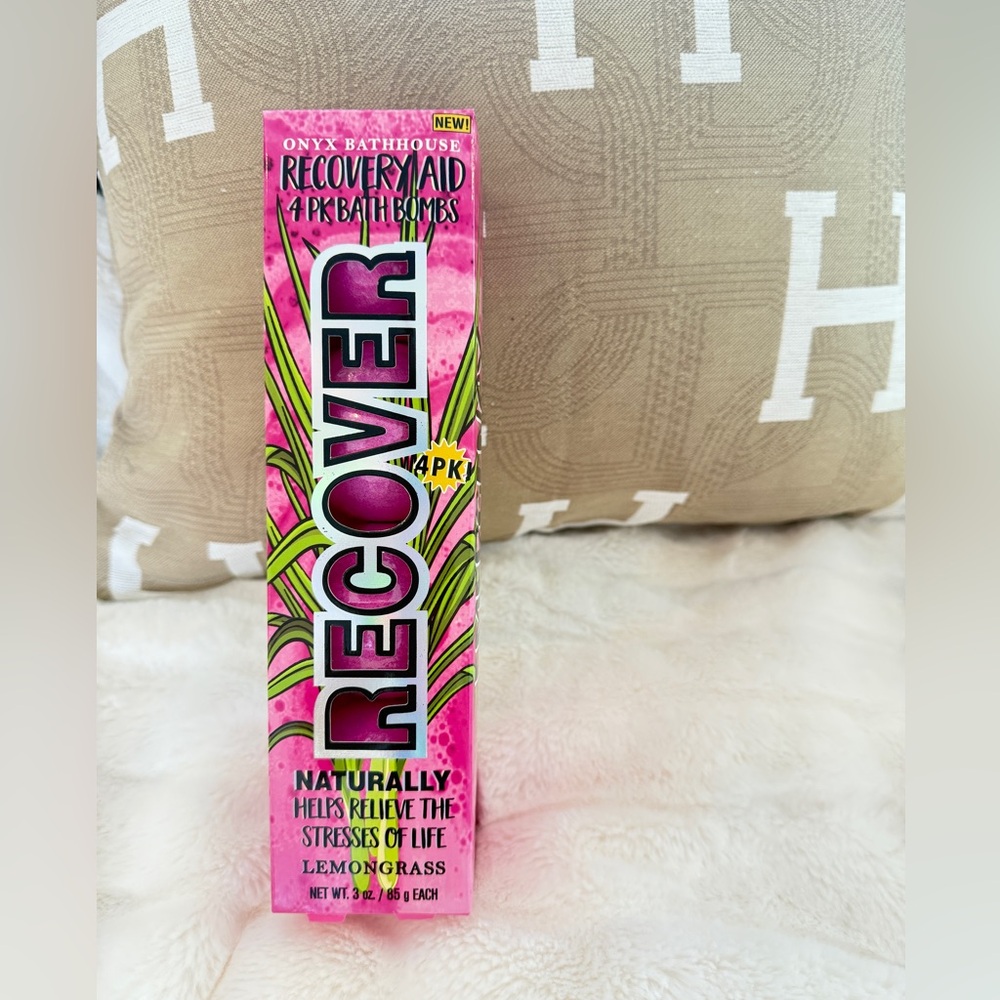 NEW!
ONYX BATHHOUSE
RECOVERY AID
4 PK BATH BOMBS
RECOVER
4PK!
NATURALLY
HELPS RELIEVE THE
STRESSES OF LIFE
LEMONGRASS
NET WT. 3 oz. / 85 g EACH
H